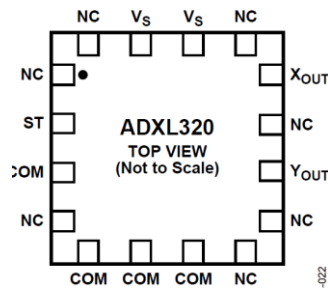 NC VS VS NC
NC XOUT
ST ADXL320 NC
TOP VIEW
COM (Not to Scale) YOUT
NC NC
COM COM COM NC
-022